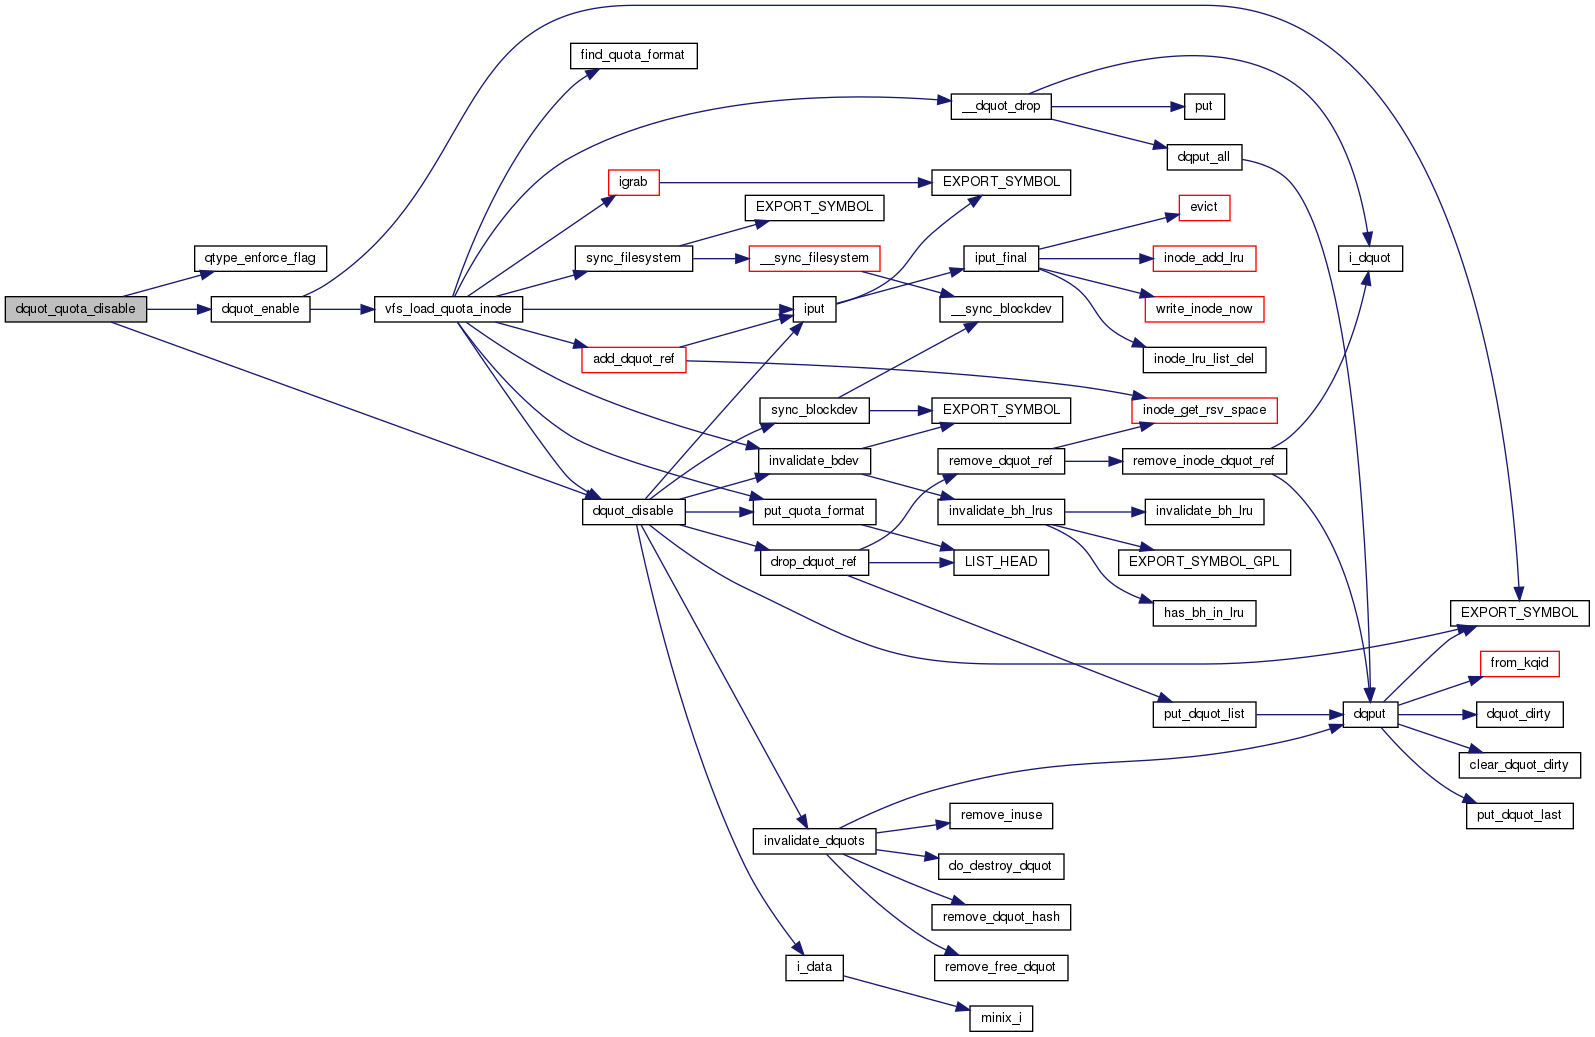 find_quota_format
__dquot_drop
put
dqput_all
igrab
EXPORT_SYMBOL
EXPORT_SYMBOL
evict
qtype_enforce_flag
sync_filesystem
__sync_filesystem
iput_final
inode_add_lru
i_dquot
dquot_quota_disable
dquot_enable
vfs_load_quota_inode
iput
__sync_blockdev
write_inode_now
add_dquot_ref
inode_lru_list_del
sync_blockdev
EXPORT_SYMBOL
inode_get_rsv_space
invalidate_bdev
remove_dquot_ref
remove_inode_dquot_ref
dquot_disable
put_quota_format
invalidate_bh_lrus
invalidate_bh_lru
drop_dquot_ref
LIST_HEAD
EXPORT_SYMBOL_GPL
has_bh_in_lru
EXPORT_SYMBOL
from_kqid
put_dquot_list
dqput
dquot_dirty
clear_dquot_dirty
put_dquot_last
invalidate_dquots
remove_inuse
do_destroy_dquot
remove_dquot_hash
i_data
remove_free_dquot
minix_i